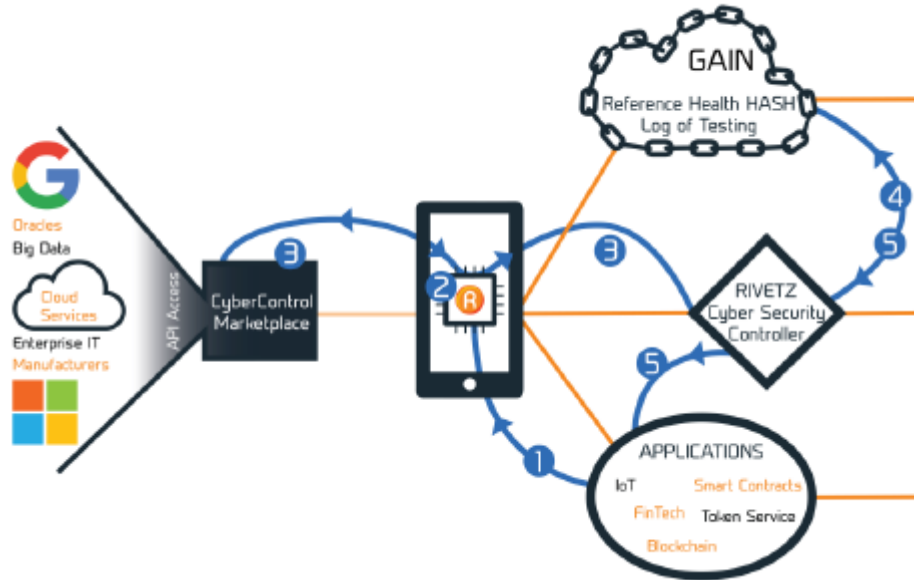 GAIN
Reference Health HASH
Log of Testing
4
5
3
3
2
R
Oracles
Big Data
Cloud
Services
Enterprise IT
Manufacturers
API Access
CyberControl
Marketplace
RIVETZ
Cyber Security
Controller
5
1
APPLICATIONS
IoT
Smart Contracts
FinTech
Token Service
Blockchain